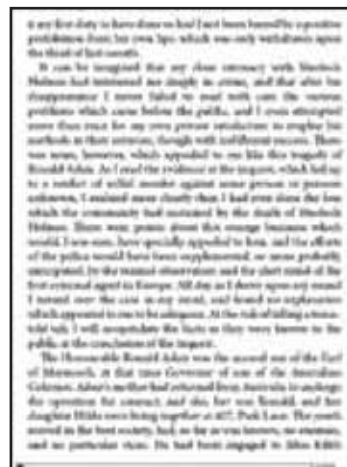 it my first duty to have done so had I not been barred by a positive
prohibition from his own lips, which was only withdrawn upon
the third of last month.
It can be imagined that my close intimacy with Sherlock
Holmes had interested me deeply in crime, and that after his
disappearance I never failed to read with care the various
problems which came before the public, and I even attempted
more than once for my own private satisfaction to employ his
methods in their solution, though with indifferent success. There
was none, however, which appealed to me like this tragedy of
Ronald Adair. As I read the evidence at the inquest, which led up
to a verdict of wilful murder against some person or persons
unknown, I realized more clearly than I had ever done the loss
which the community had sustained by the death of Sherlock
Holmes. There were points about this strange business which
would, I was sure, have specially appealed to him, and the efforts
of the police would have been supplemented, or more probably
anticipated, by the trained observation and the alert mind of the
first criminal agent in Europe. All day as I drove upon my round
I turned over the case in my mind, and found no explanation
which appeared to me to be adequate. At the risk of telling a twice-
told tale I will recapitulate the facts as they were known to the
public at the conclusion of the inquest.
The Honourable Ronald Adair was the second son of the Earl
of Maynooth, at that time Governor of one of the Australian
Colonies. Adair's mother had returned from Australia to undergo
the operation for cataract, and she, her son Ronald, and her
daughter Hilda were living together at 427, Park Lane. The youth
moved in the best society, had, so far as was known, no enemies,
and no particular vices. He had been engaged to Miss Edith